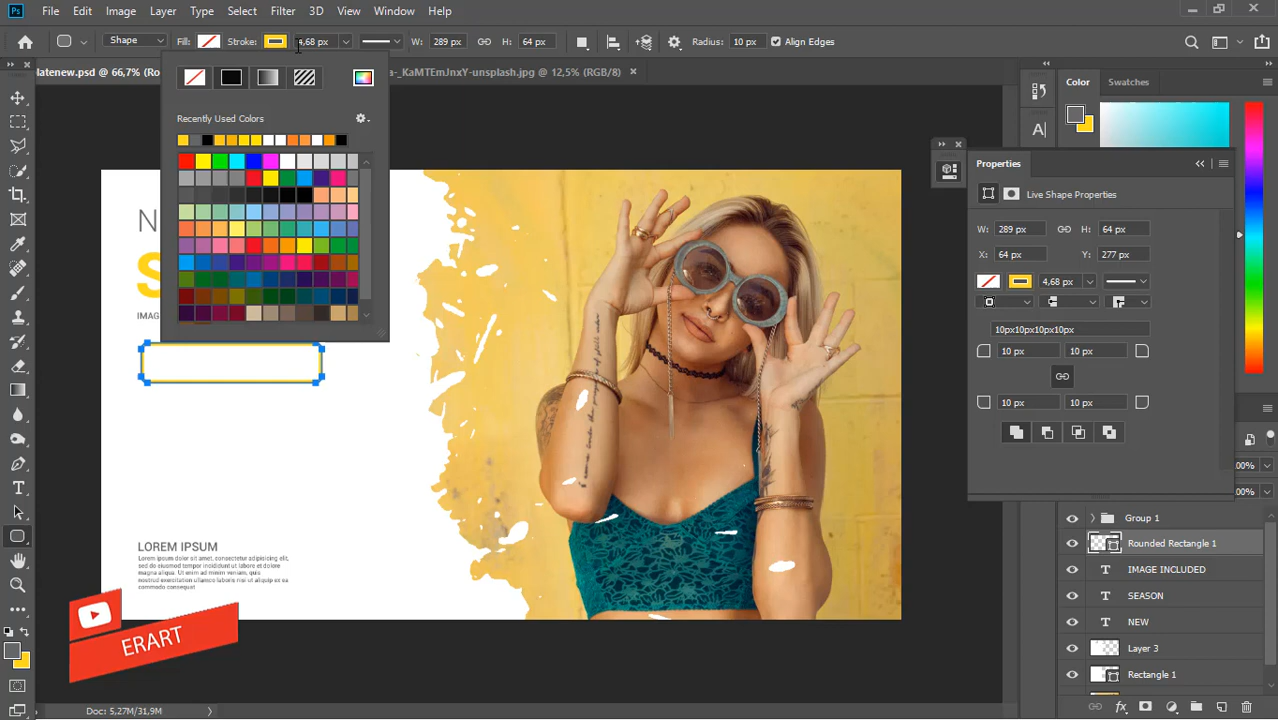 Ps File Edit Image Layer Type Select Filter 3D View Window Help
Shape Fill: Stroke: 4,68 px W: 289 px H: 64 px Radius: 10 px Align Edges
latenew.psd @ 66,7% (Ro
-_KaMTEmJnxY-unsplash.jpg @ 12,5% (RGB/8)
Recently Used Colors
Color Swatches
Properties
Live Shape Properties
W: 289 px H: 64 px
X: 64 px Y: 277 px
4,68 px
10px10px10px10px
10 px 10 px
10 px 10 px
N
S
IMAG
LOREM IPSUM
Lorem ipsum dolor sit amet, consectetur adipisicing elit,
sed do eiusmod tempor incididunt ut labore et dolore
magna aliqua. Ut enim ad minim veniam, quis
nostrud exercitation ullamco laboris nisi ut aliquip ex ea
commodo consequat
ERART
00%
00%
Group 1
Rounded Rectangle 1
IMAGE INCLUDED
SEASON
NEW
Layer 3
Rectangle 1
Doc: 5,27M/31,9M